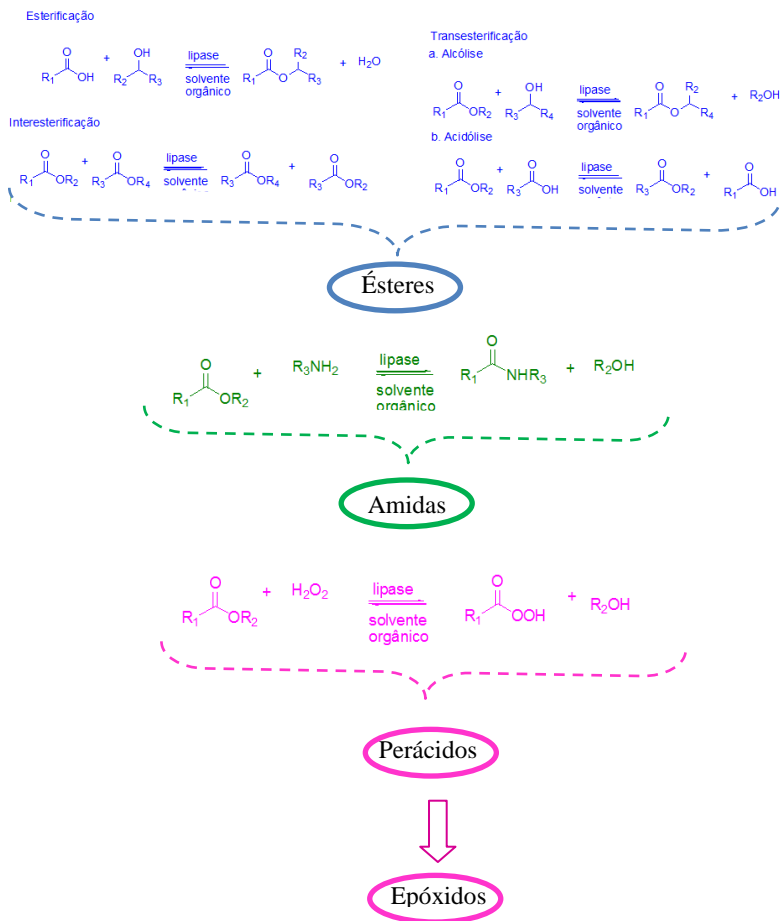 Esterificação
O
R1 OH
+
OH
R2 R3
lipase
solvente
orgânico
O R2
R1 O R3
+ H2O
Interesterificação
O
R1 OR2
+
O
R3 OR4
lipase
solvente
O
R3 OR4
+
O
R3 OR2
Transesterificação
a. Alcólise
O
R1 OR2
+
OH
R3 R4
lipase
solvente
orgânico
O R2
R1 O R4
+ R2OH
b. Acidólise
O
R1 OR2
+
O
R3 OH
lipase
solvente
O
R3 OR2
+
O
R1 OH
Ésteres
O
R1 OR2
+ R3NH2
lipase
solvente
orgânico
O
R1 NHR3
+ R2OH
Amidas
O
R1 OR2
+ H2O2
lipase
solvente
orgânico
O
R1 OOH
+ R2OH
Perácidos
Epóxidos